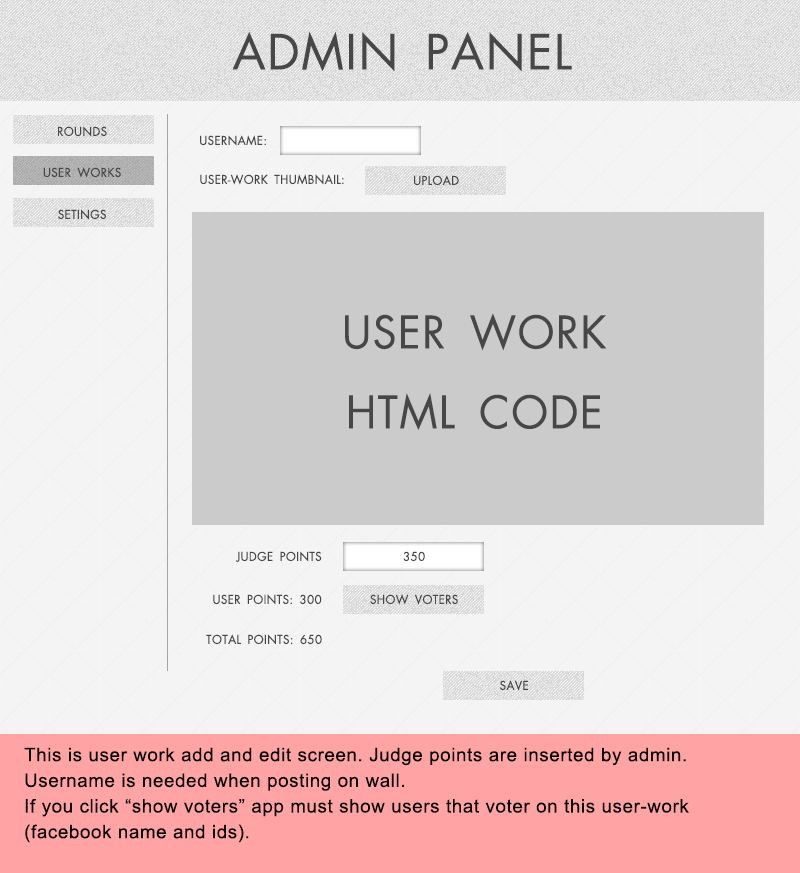 ADMIN PANEL
ROUNDS
USER WORKS
SETINGS
USERNAME:
USER-WORK THUMBNAIL: UPLOAD
USER WORK
HTML CODE
JUDGE POINTS 350
USER POINTS: 300 SHOW VOTERS
TOTAL POINTS: 650
SAVE
This is user work add and edit screen. Judge points are inserted by admin.
Username is needed when posting on wall.
If you click “show voters” app must show users that voter on this user-work
(facebook name and ids).